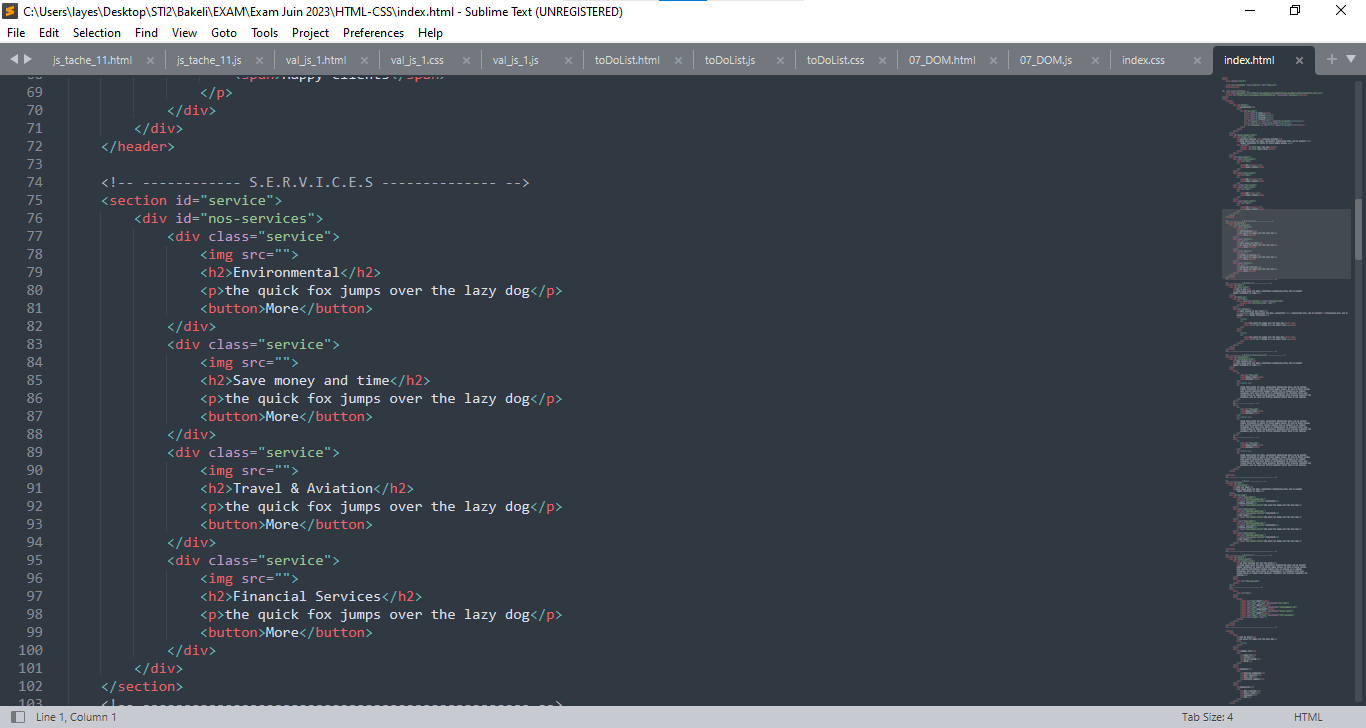 C:\Users\layes\Desktop\STI2\Bakeli\EXAM\Exam Juin 2023\HTML-CSS\index.html - Sublime Text (UNREGISTERED)
File Edit Selection Find View Goto Tools Project Preferences Help
js_tache_11.html js_tache_11.js val_js_1.html val_js_1.css val_js_1.js toDoList.html toDoList.js toDoList.css 07_DOM.html 07_DOM.js index.css index.html
68 <span>Happy Clients</span>
69 </p>
70 </div>
71 </div>
72 </header>
73
74 <!-- ------------ S.E.R.V.I.C.E.S -------------- -->
75 <section id="service">
76 <div id="nos-services">
77 <div class="service">
78 <img src="">
79 <h2>Environmental</h2>
80 <p>the quick fox jumps over the lazy dog</p>
81 <button>More</button>
82 </div>
83 <div class="service">
84 <img src="">
85 <h2>Save money and time</h2>
86 <p>the quick fox jumps over the lazy dog</p>
87 <button>More</button>
88 </div>
89 <div class="service">
90 <img src="">
91 <h2>Travel & Aviation</h2>
92 <p>the quick fox jumps over the lazy dog</p>
93 <button>More</button>
94 </div>
95 <div class="service">
96 <img src="">
97 <h2>Financial Services</h2>
98 <p>the quick fox jumps over the lazy dog</p>
99 <button>More</button>
100 </div>
101 </div>
102 </section>
103 <!-- -------------------------------------------------- -->
Line 1, Column 1 Tab Size: 4 HTML